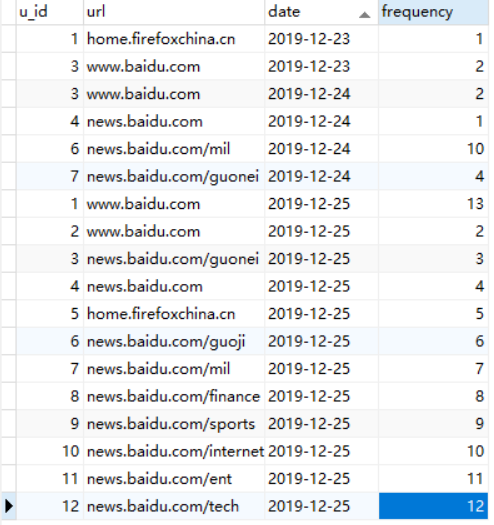 u_id url date frequency
1 home.firefoxchina.cn 2019-12-23 1
3 www.baidu.com 2019-12-23 2
3 www.baidu.com 2019-12-24 2
4 news.baidu.com 2019-12-24 1
6 news.baidu.com/mil 2019-12-24 10
7 news.baidu.com/guonei 2019-12-24 4
1 www.baidu.com 2019-12-25 13
2 www.baidu.com 2019-12-25 2
3 news.baidu.com/guonei 2019-12-25 3
4 news.baidu.com 2019-12-25 4
5 home.firefoxchina.cn 2019-12-25 5
6 news.baidu.com/guoji 2019-12-25 6
7 news.baidu.com/mil 2019-12-25 7
8 news.baidu.com/finance 2019-12-25 8
9 news.baidu.com/sports 2019-12-25 9
10 news.baidu.com/internet 2019-12-25 10
11 news.baidu.com/ent 2019-12-25 11
12 news.baidu.com/tech 2019-12-25 12